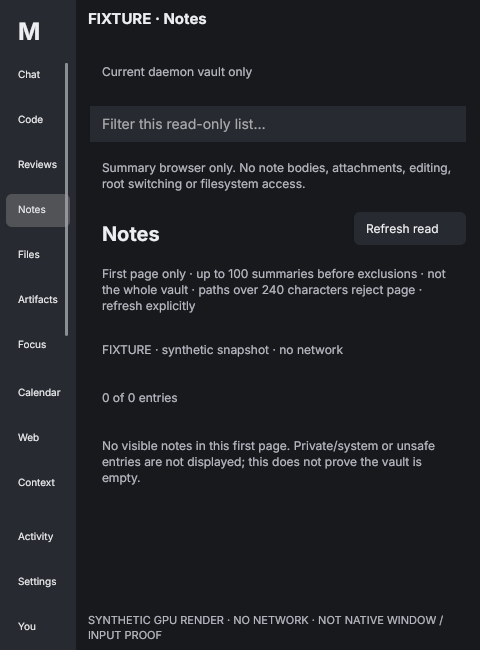 M
Chat
Code
Reviews
Notes
Files
Artifacts
Focus
Calendar
Web
Context
Activity
Settings
You
FIXTURE · Notes
Current daemon vault only
Filter this read-only list...
Summary browser only. No note bodies, attachments, editing,
root switching or filesystem access.
Notes
Refresh read
First page only · up to 100 summaries before exclusions · not
the whole vault · paths over 240 characters reject page ·
refresh explicitly
FIXTURE · synthetic snapshot · no network
0 of 0 entries
No visible notes in this first page. Private/system or unsafe
entries are not displayed; this does not prove the vault is
empty.
SYNTHETIC GPU RENDER · NO NETWORK · NOT NATIVE WINDOW /
INPUT PROOF